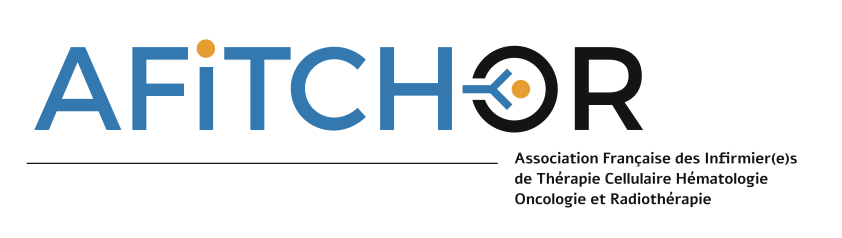 AFiTCHOR
Association Française des Infirmier(e)s
de Thérapie Cellulaire Hématologie
Oncologie et Radiothérapie